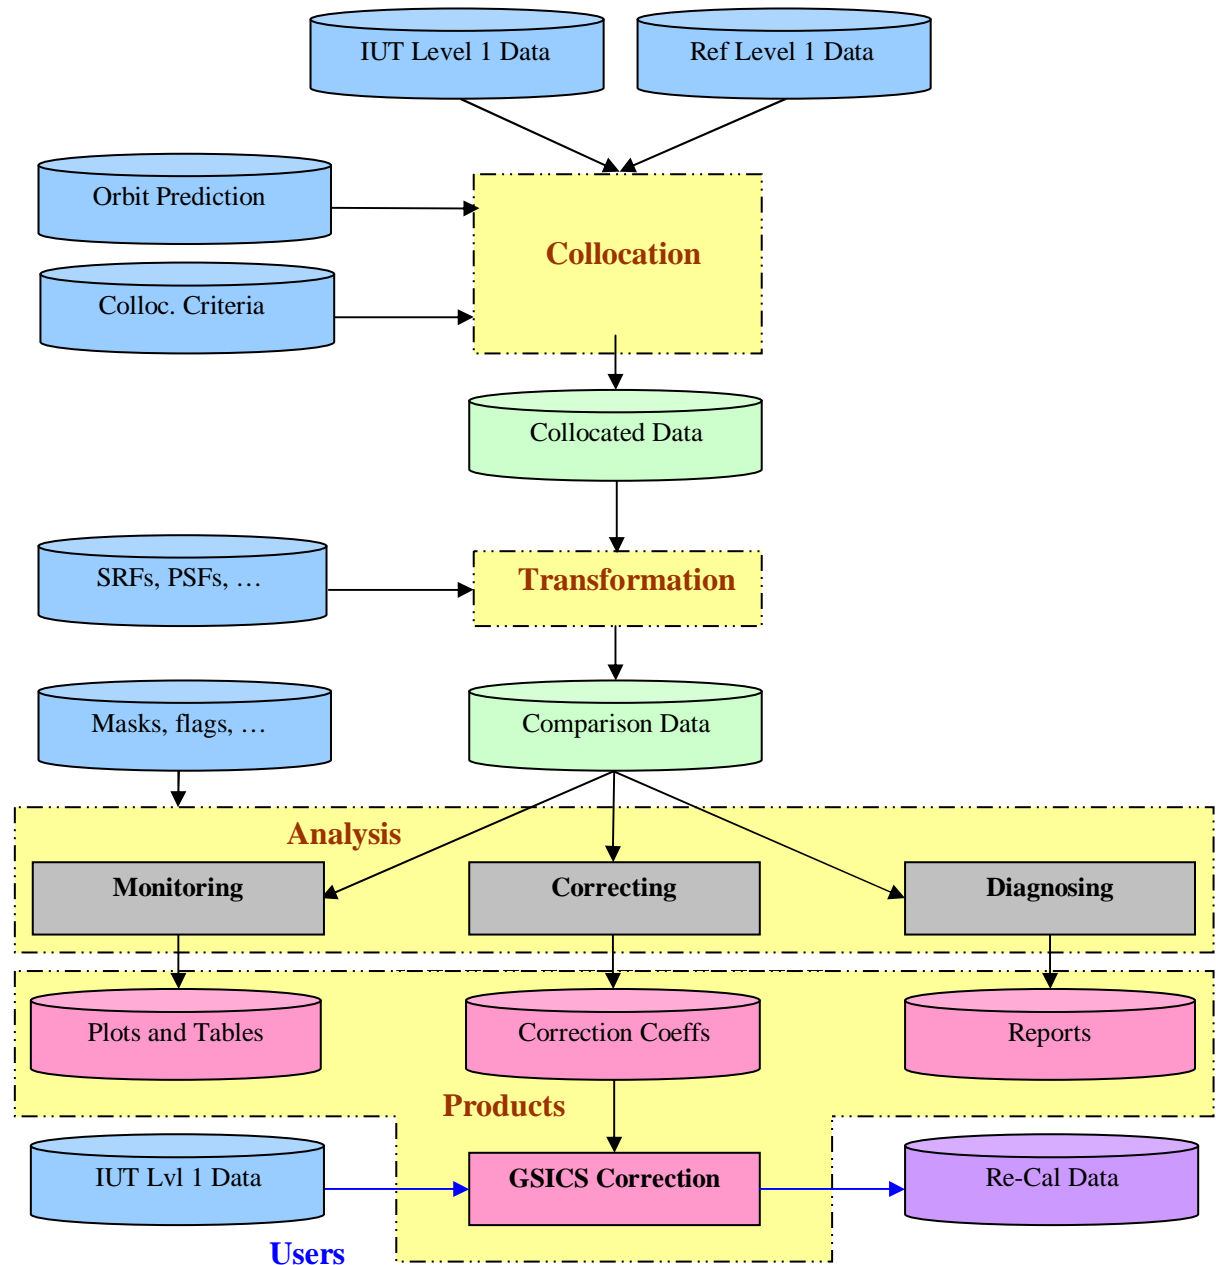 IUT Level 1 Data
Ref Level 1 Data
Orbit Prediction
Collocation
Colloc. Criteria
Collocated Data
SRFs, PSFs, …
Transformation
Masks, flags, …
Comparison Data
Analysis
Monitoring
Correcting
Diagnosing
Plots and Tables
Correction Coeffs
Reports
Products
IUT Lvl 1 Data
GSICS Correction
Re-Cal Data
Users